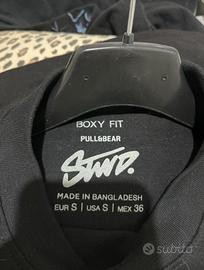 BOXY FIT
PULL&BEAR
STWD.
MADE IN BANGLADESH
EUR S | USA S | MEX 36
subito